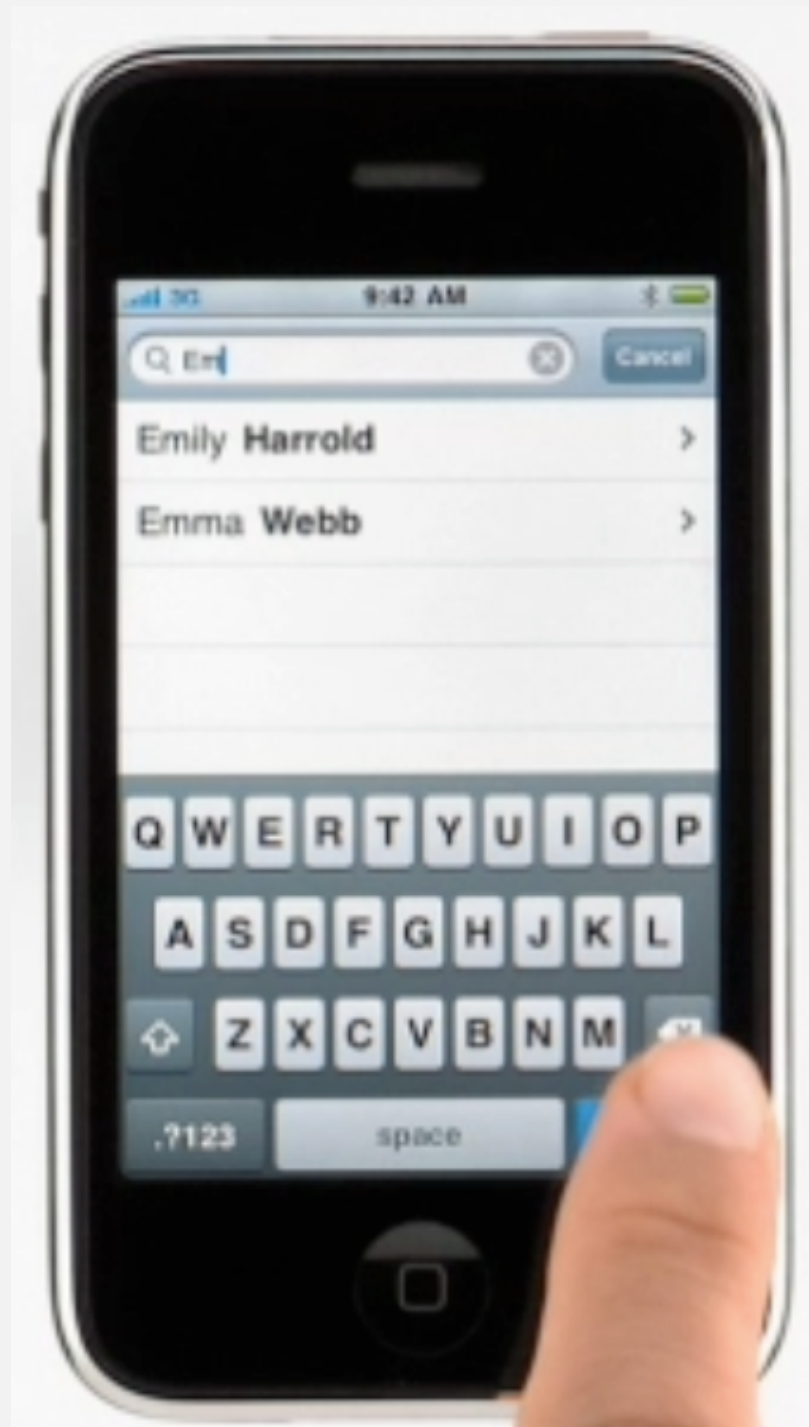 3G 9:42 AM
Em Cancel
Emily Harrold
Emma Webb
Q W E R T Y U I O P
A S D F G H J K L
Z X C V B N M
.?123 space